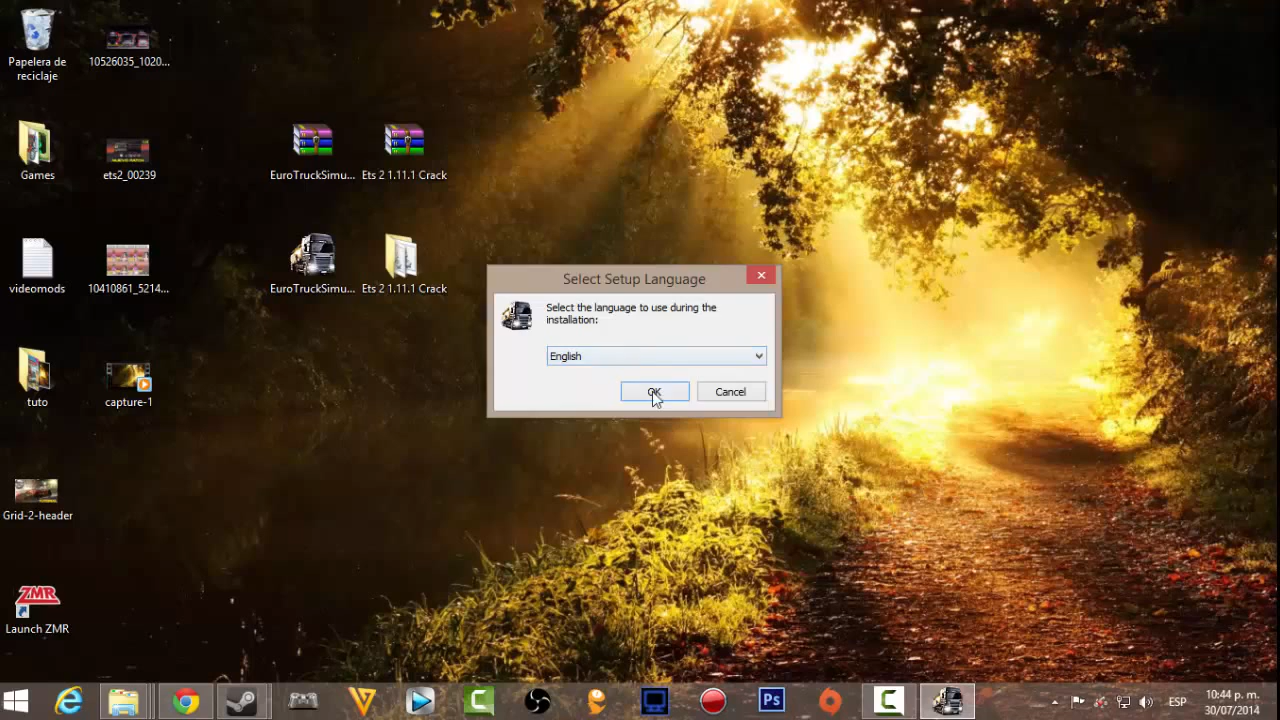 Papelera de
reciclaje
10526035_1020...
Games
ets2_00239
EuroTruckSimu...
Ets 2 1.11.1 Crack
videomods
10410861_5214...
EuroTruckSimu...
Ets 2 1.11.1 Crack
Select Setup Language
Select the language to use during the
installation:
English
OK
Cancel
tuto
capture-1
Grid-2-header
ZMR
Launch ZMR
Ps
ESP
10:44 p. m.
30/07/2014